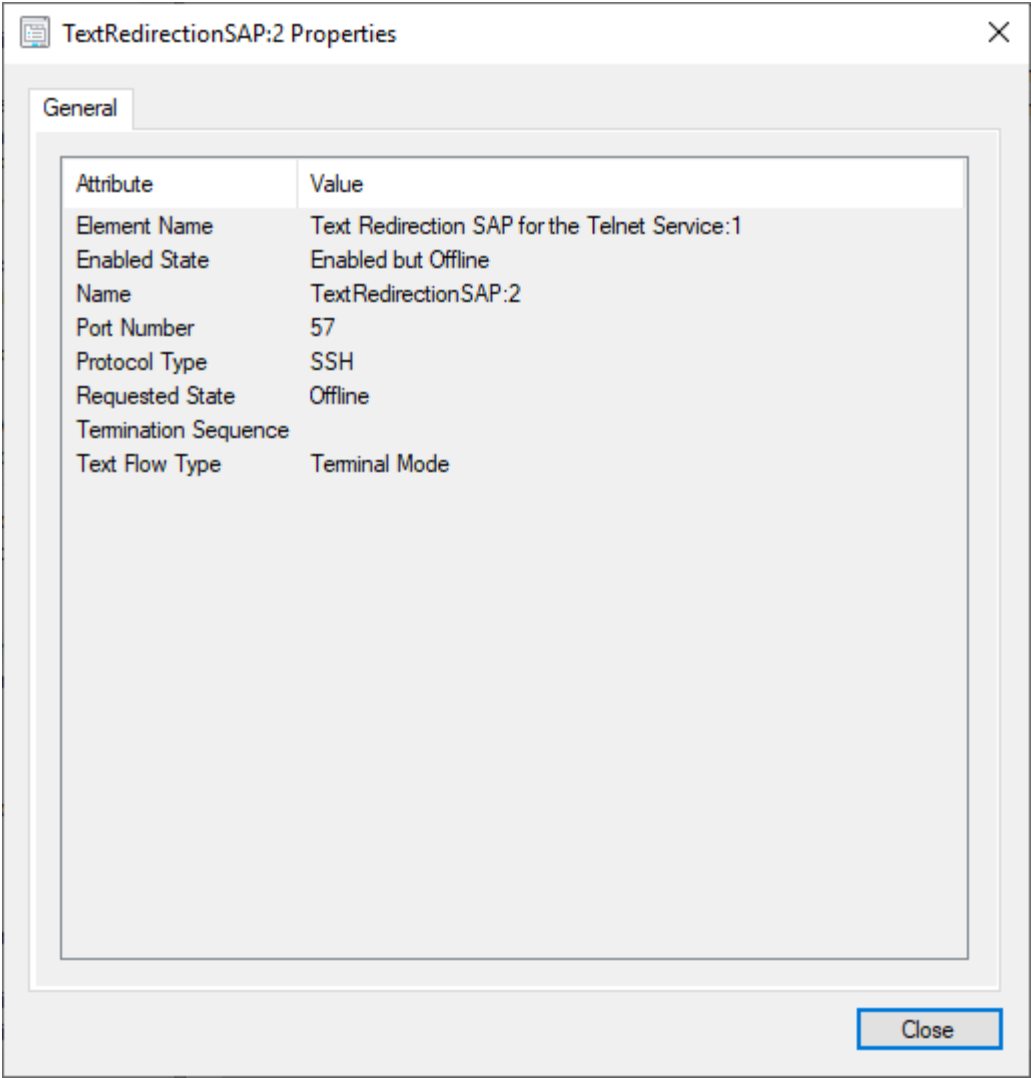 TextRedirectionSAP:2 Properties
General
Attribute Value
Element Name Text Redirection SAP for the Telnet Service:1
Enabled State Enabled but Offline
Name TextRedirectionSAP:2
Port Number 57
Protocol Type SSH
Requested State Offline
Termination Sequence
Text Flow Type Terminal Mode
Close